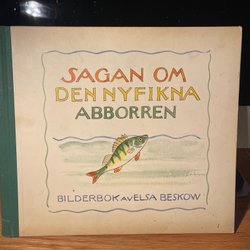 SAGAN OM
DEN NYFIKNA
ABBORREN
BILDERBOK AV ELSA BESKOW